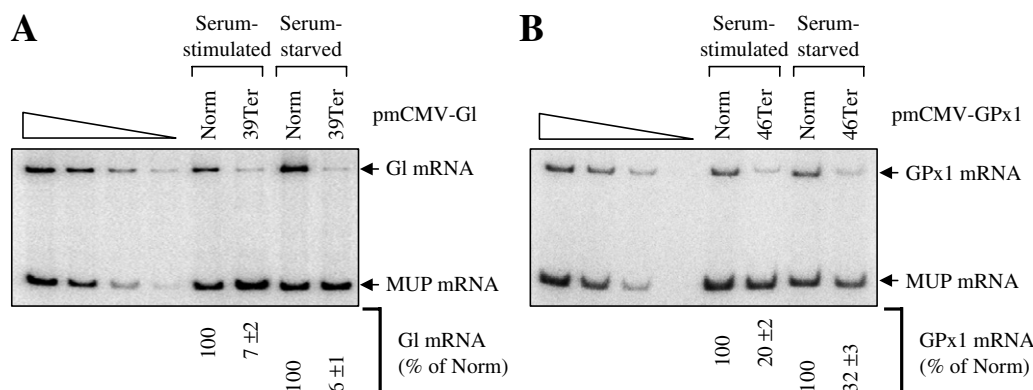 A
Serum-
stimulated
Serum-
starved
Norm
39Ter
Norm
39Ter
pmCMV-Gl
Gl mRNA
MUP mRNA
Gl mRNA
(% of Norm)
100
7 ±2
100
6 ±1
B
Serum-
stimulated
Serum-
starved
Norm
46Ter
Norm
46Ter
pmCMV-GPx1
GPx1 mRNA
MUP mRNA
GPx1 mRNA
(% of Norm)
100
20 ±2
100
32 ±3